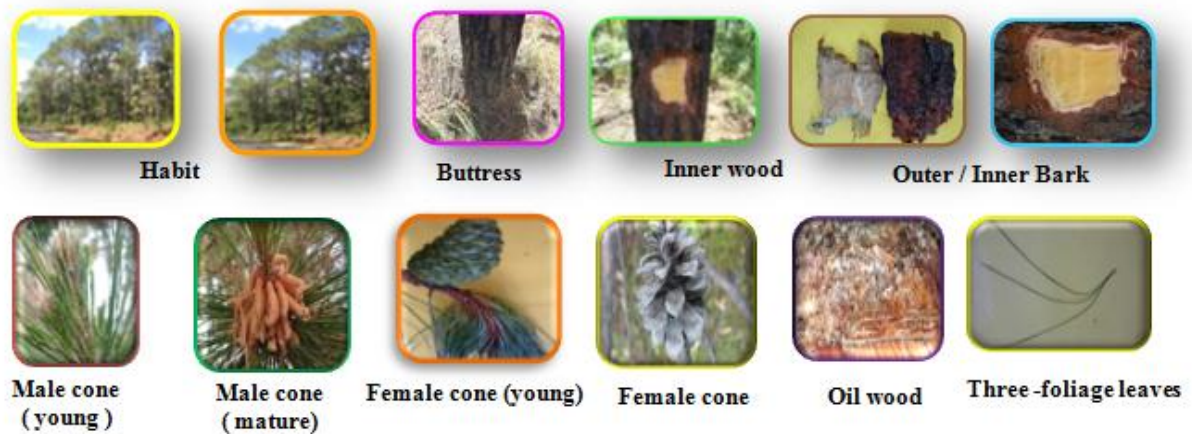 Habit
Buttress
Inner wood
Outer / Inner Bark
Male cone
( young )
Male cone
( mature)
Female cone (young)
Female cone
Oil wood
Three -foliage leaves